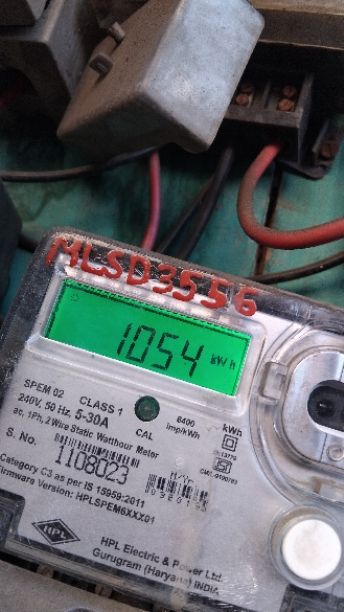 MLSD3556
1054 kWh
SPEM 02 CLASS 1
240V, 50 Hz, 5-30A
ac, 1Ph, 2 Wire Static Watthour Meter
CAL
6400
imp/kWh
kWh
S. No.
1108023
Category C3 as per IS 15959-2011
Firmware Version: HPLSPEM6XXX01
HPL
HPL Electric & Power Ltd.
Gurugram (Haryana) INDIA